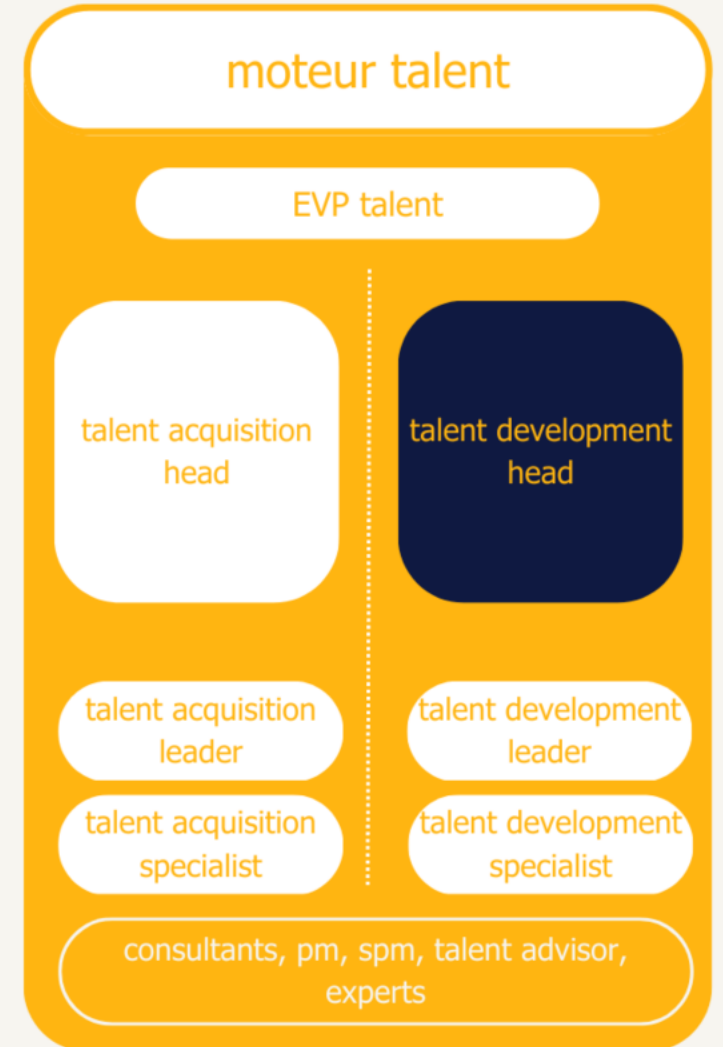 moteur talent
EVP talent
talent acquisition
head
talent development
head
talent acquisition
leader
talent development
leader
talent acquisition
specialist
talent development
specialist
consultants, pm, spm, talent advisor,
experts